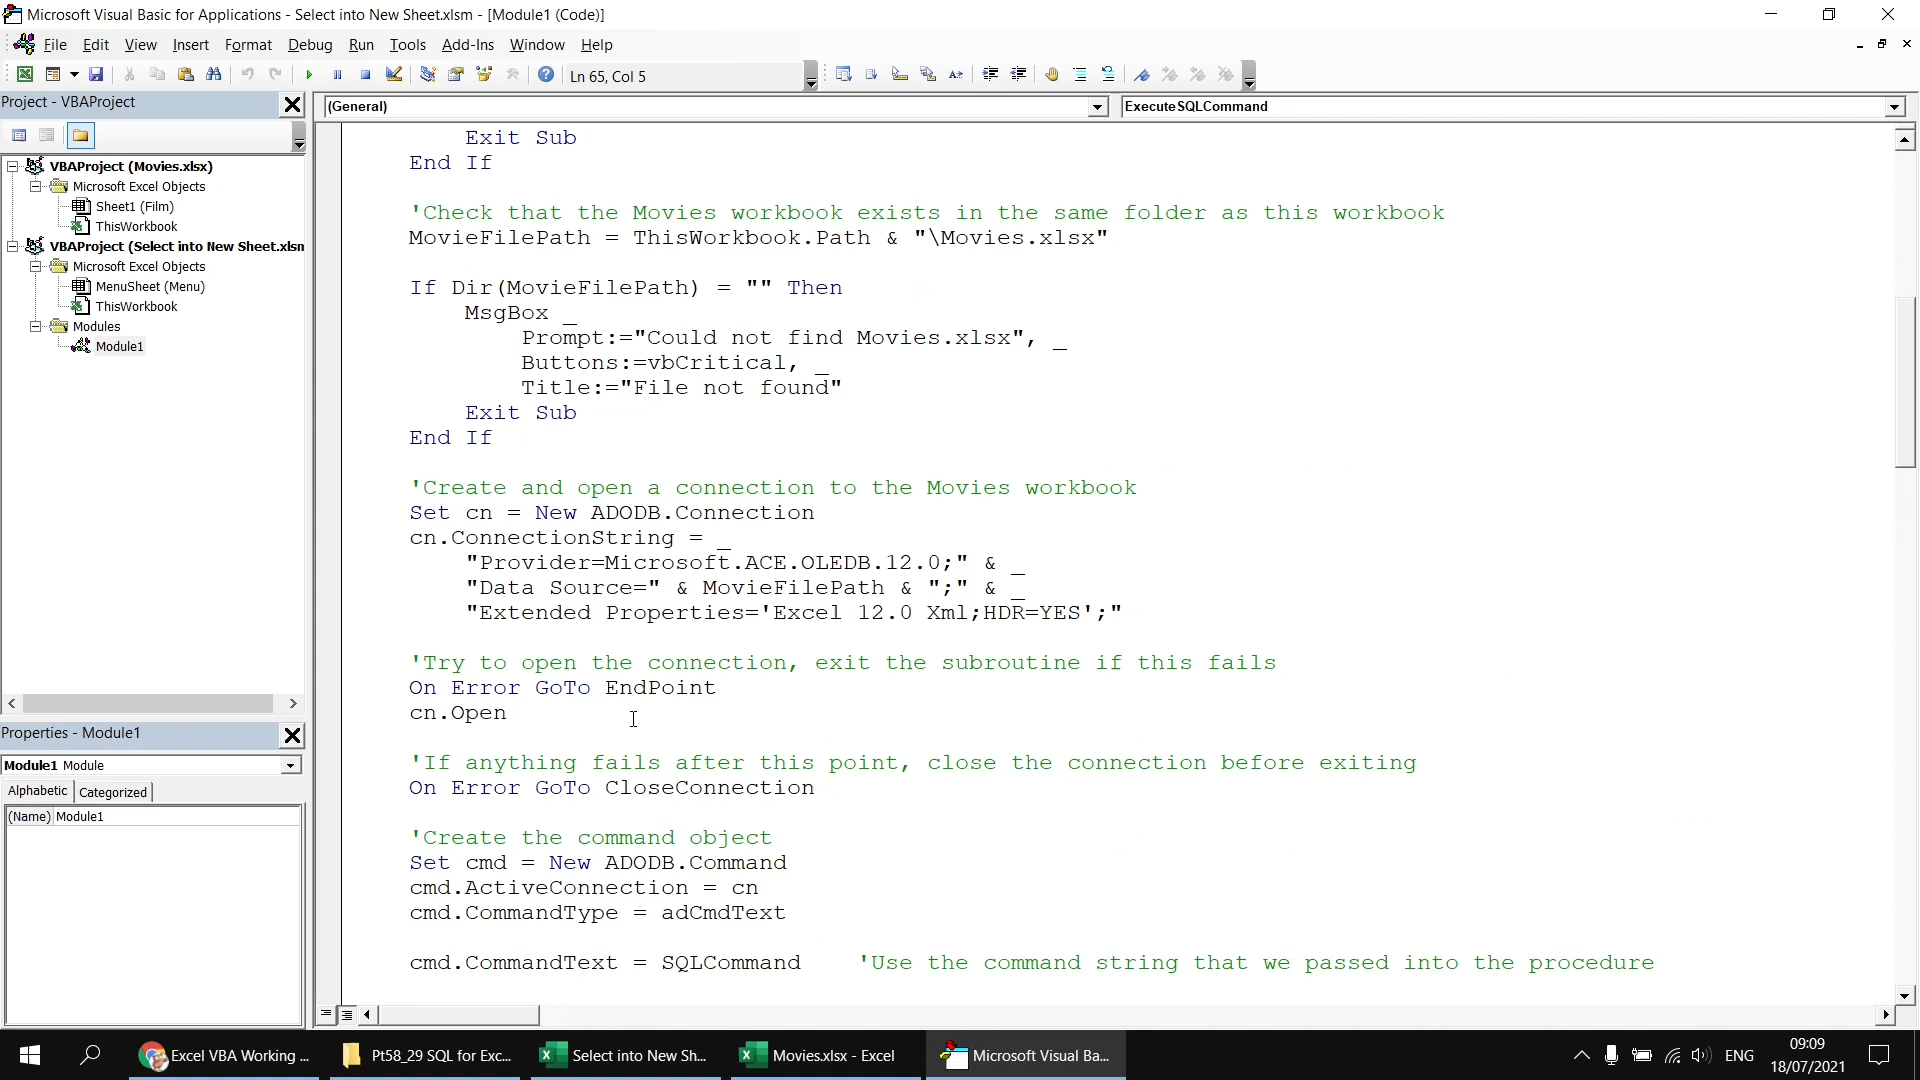 Microsoft Visual Basic for Applications - Select into New Sheet.xlsm - [Module1 (Code)]
File Edit View Insert Format Debug Run Tools Add-Ins Window Help
Ln 65, Col 5
Project - VBAProject
(General)
ExecuteSQLCommand
VBAProject (Movies.xlsx)
Microsoft Excel Objects
Sheet1 (Film)
ThisWorkbook
VBAProject (Select into New Sheet.xlsm
Microsoft Excel Objects
MenuSheet (Menu)
ThisWorkbook
Modules
Module1
Properties - Module1
Module1 Module
Alphabetic Categorized
(Name) Module1
Exit Sub
End If
'Check that the Movies workbook exists in the same folder as this workbook
MovieFilePath = ThisWorkbook.Path & "\Movies.xlsx"
If Dir(MovieFilePath) = "" Then
MsgBox _
Prompt:="Could not find Movies.xlsx", _
Buttons:=vbCritical, _
Title:="File not found"
Exit Sub
End If
'Create and open a connection to the Movies workbook
Set cn = New ADODB.Connection
cn.ConnectionString = _
"Provider=Microsoft.ACE.OLEDB.12.0;" & _
"Data Source=" & MovieFilePath & ";" & _
"Extended Properties='Excel 12.0 Xml;HDR=YES';"
'Try to open the connection, exit the subroutine if this fails
On Error GoTo EndPoint
cn.Open
'If anything fails after this point, close the connection before exiting
On Error GoTo CloseConnection
'Create the command object
Set cmd = New ADODB.Command
cmd.ActiveConnection = cn
cmd.CommandType = adCmdText
cmd.CommandText = SQLCommand 'Use the command string that we passed into the procedure
Excel VBA Working ...
Pt58_29 SQL for Exc...
Select into New Sh...
Movies.xlsx - Excel
Microsoft Visual Ba...
ENG
09:09
18/07/2021